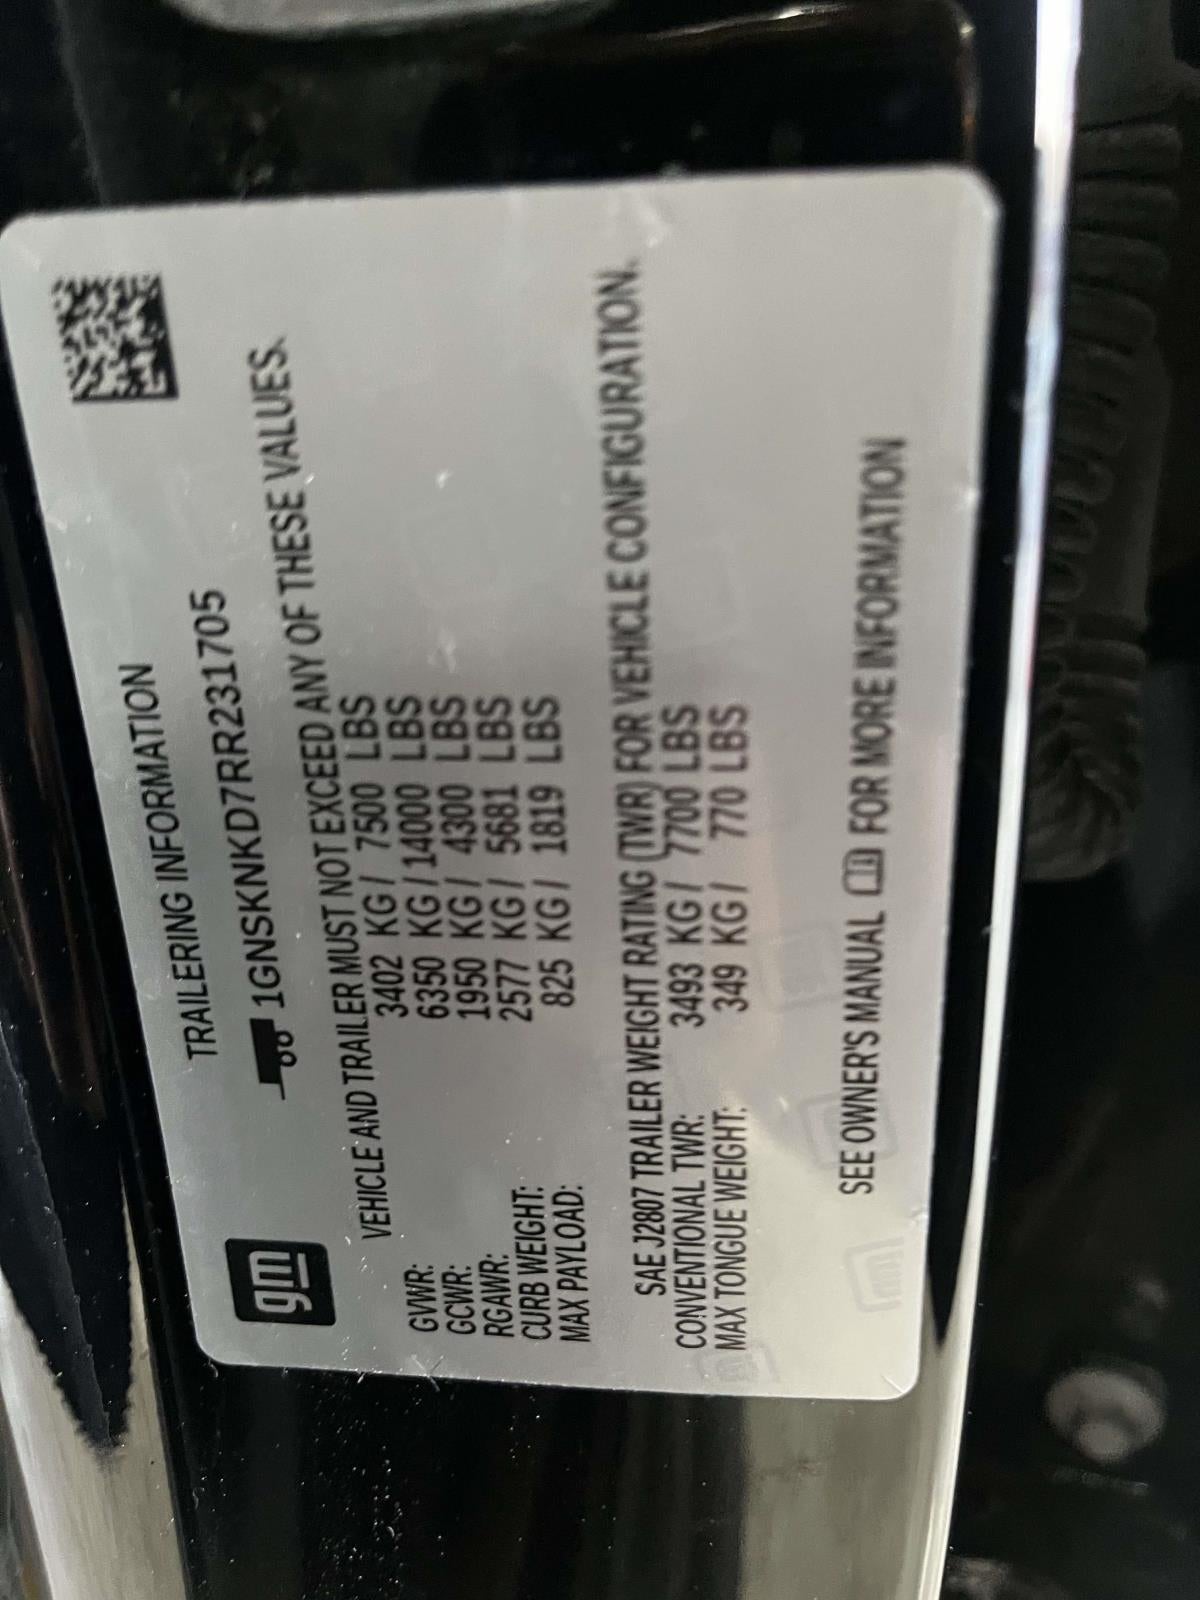 gm
TRAILERING INFORMATION
1GNSKNKD7RR231705
VEHICLE AND TRAILER MUST NOT EXCEED ANY OF THESE VALUES.
GVWR: 3402 KG / 7500 LBS
GCWR: 6350 KG / 14000 LBS
RGAWR: 1950 KG / 4300 LBS
CURB WEIGHT: 2577 KG / 5681 LBS
MAX PAYLOAD: 825 KG / 1819 LBS
SAE J2807 TRAILER WEIGHT RATING (TWR) FOR VEHICLE CONFIGURATION.
CONVENTIONAL TWR: 3493 KG / 7700 LBS
MAX TONGUE WEIGHT: 349 KG / 770 LBS
SEE OWNER'S MANUAL FOR MORE INFORMATION